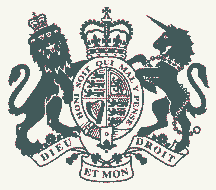 HONI SOIT QUI MAL Y PENSE
DIEU ET MON DROIT